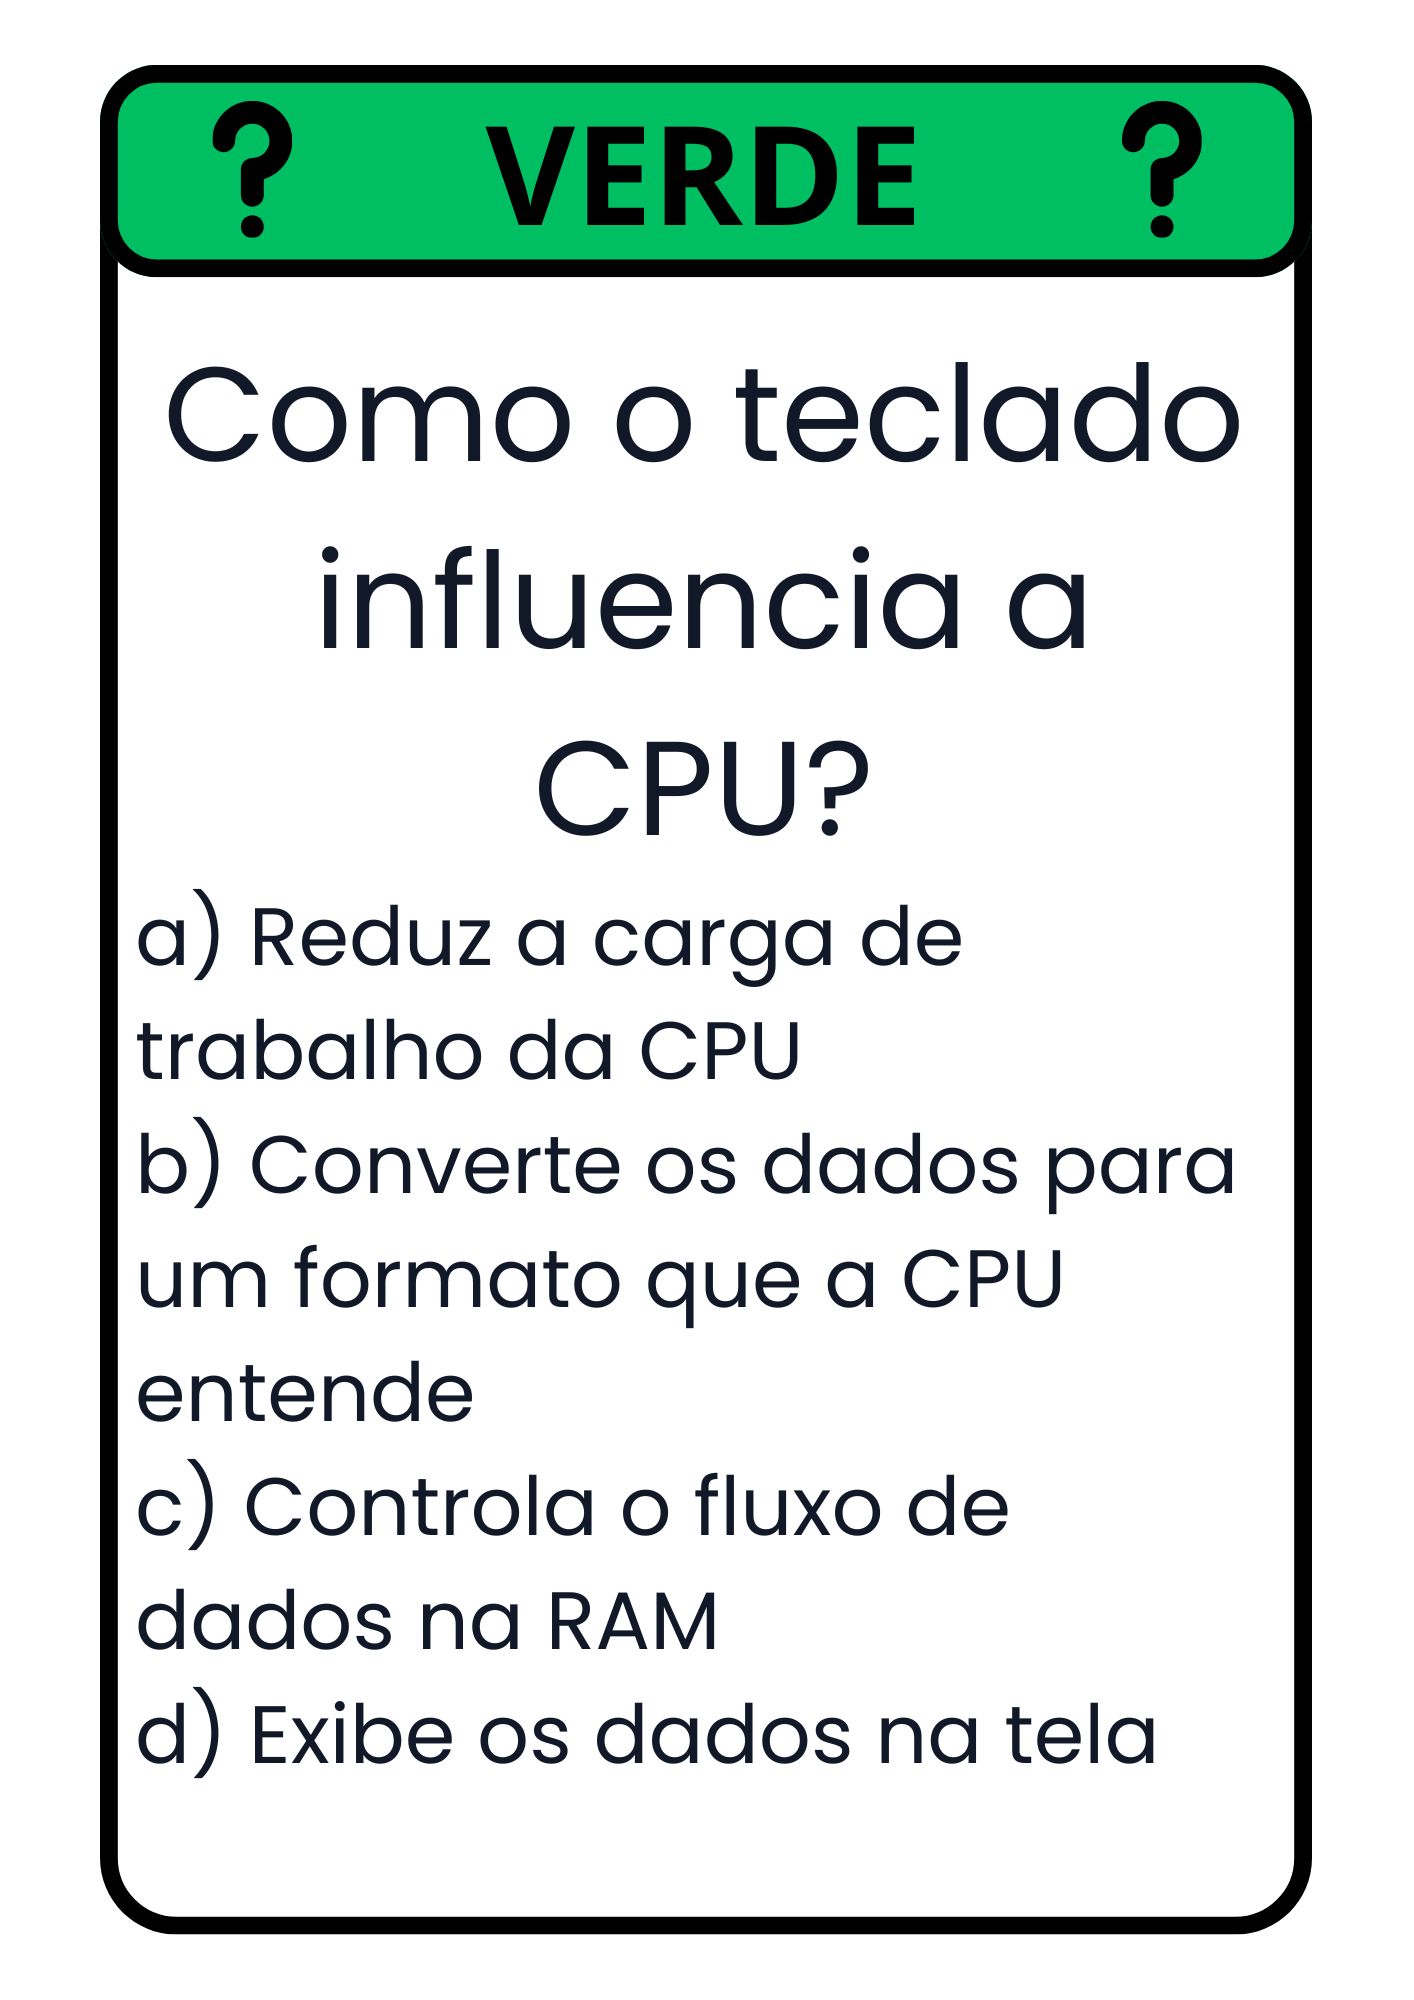 ? VERDE ?
Como o teclado
influencia a
CPU?
a) Reduz a carga de
trabalho da CPU
b) Converte os dados para
um formato que a CPU
entende
c) Controla o fluxo de
dados na RAM
d) Exibe os dados na tela